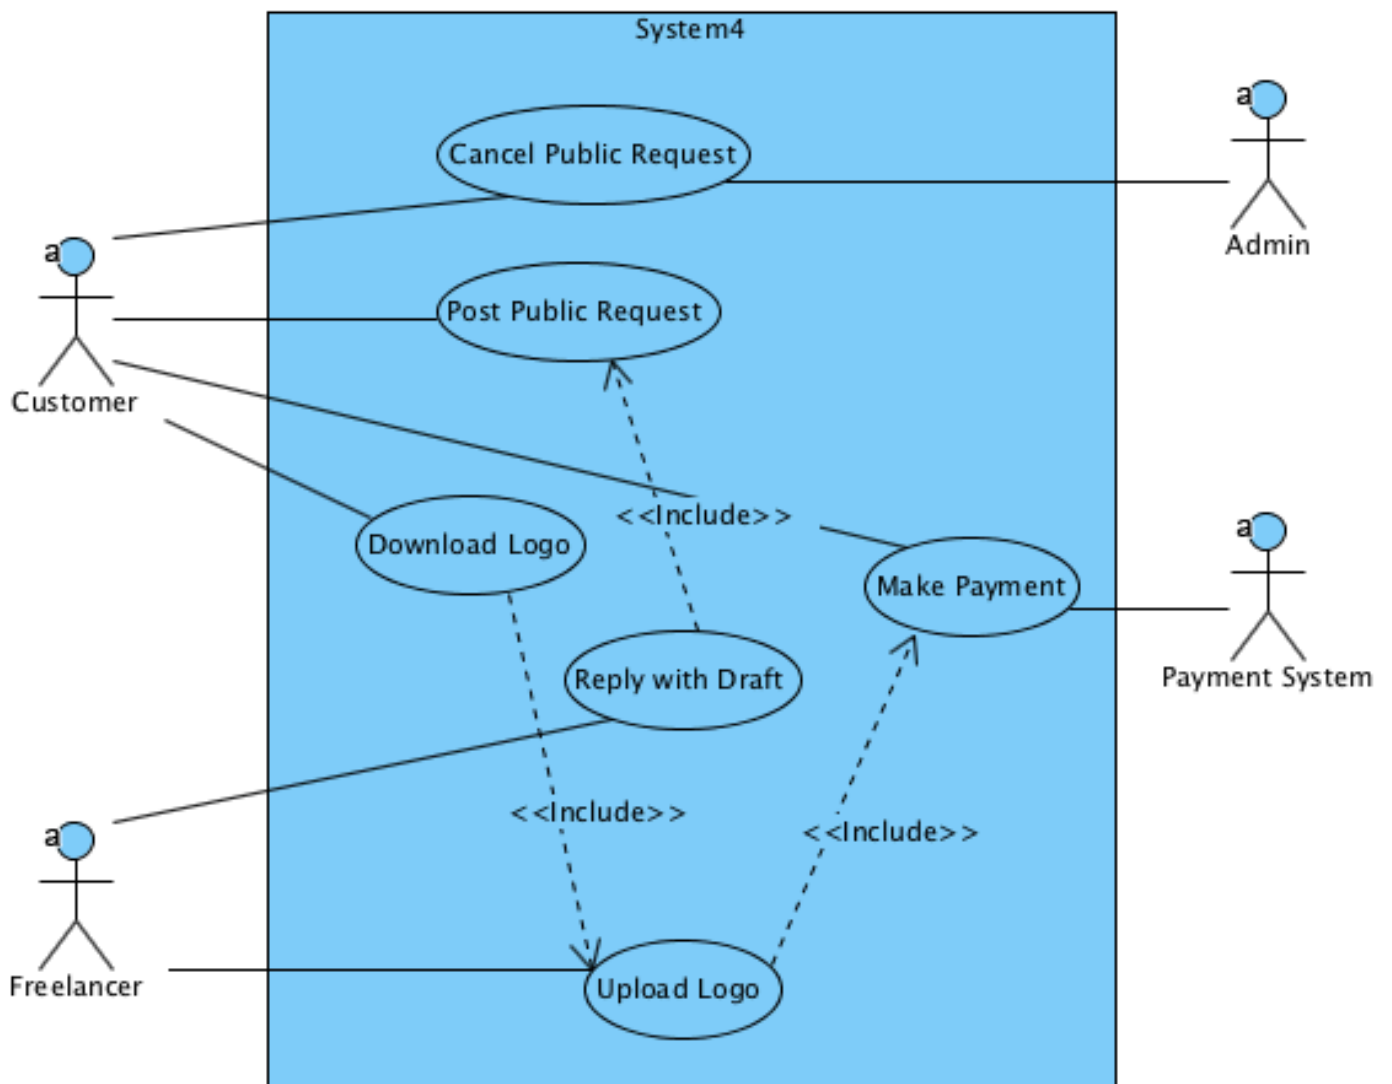 System4
Cancel Public Request
a
Admin
a
Post Public Request
Customer
<<Include>>
Download Logo
Make Payment
a
Reply with Draft
Payment System
<<Include>>
<<Include>>
a
Freelancer
Upload Logo